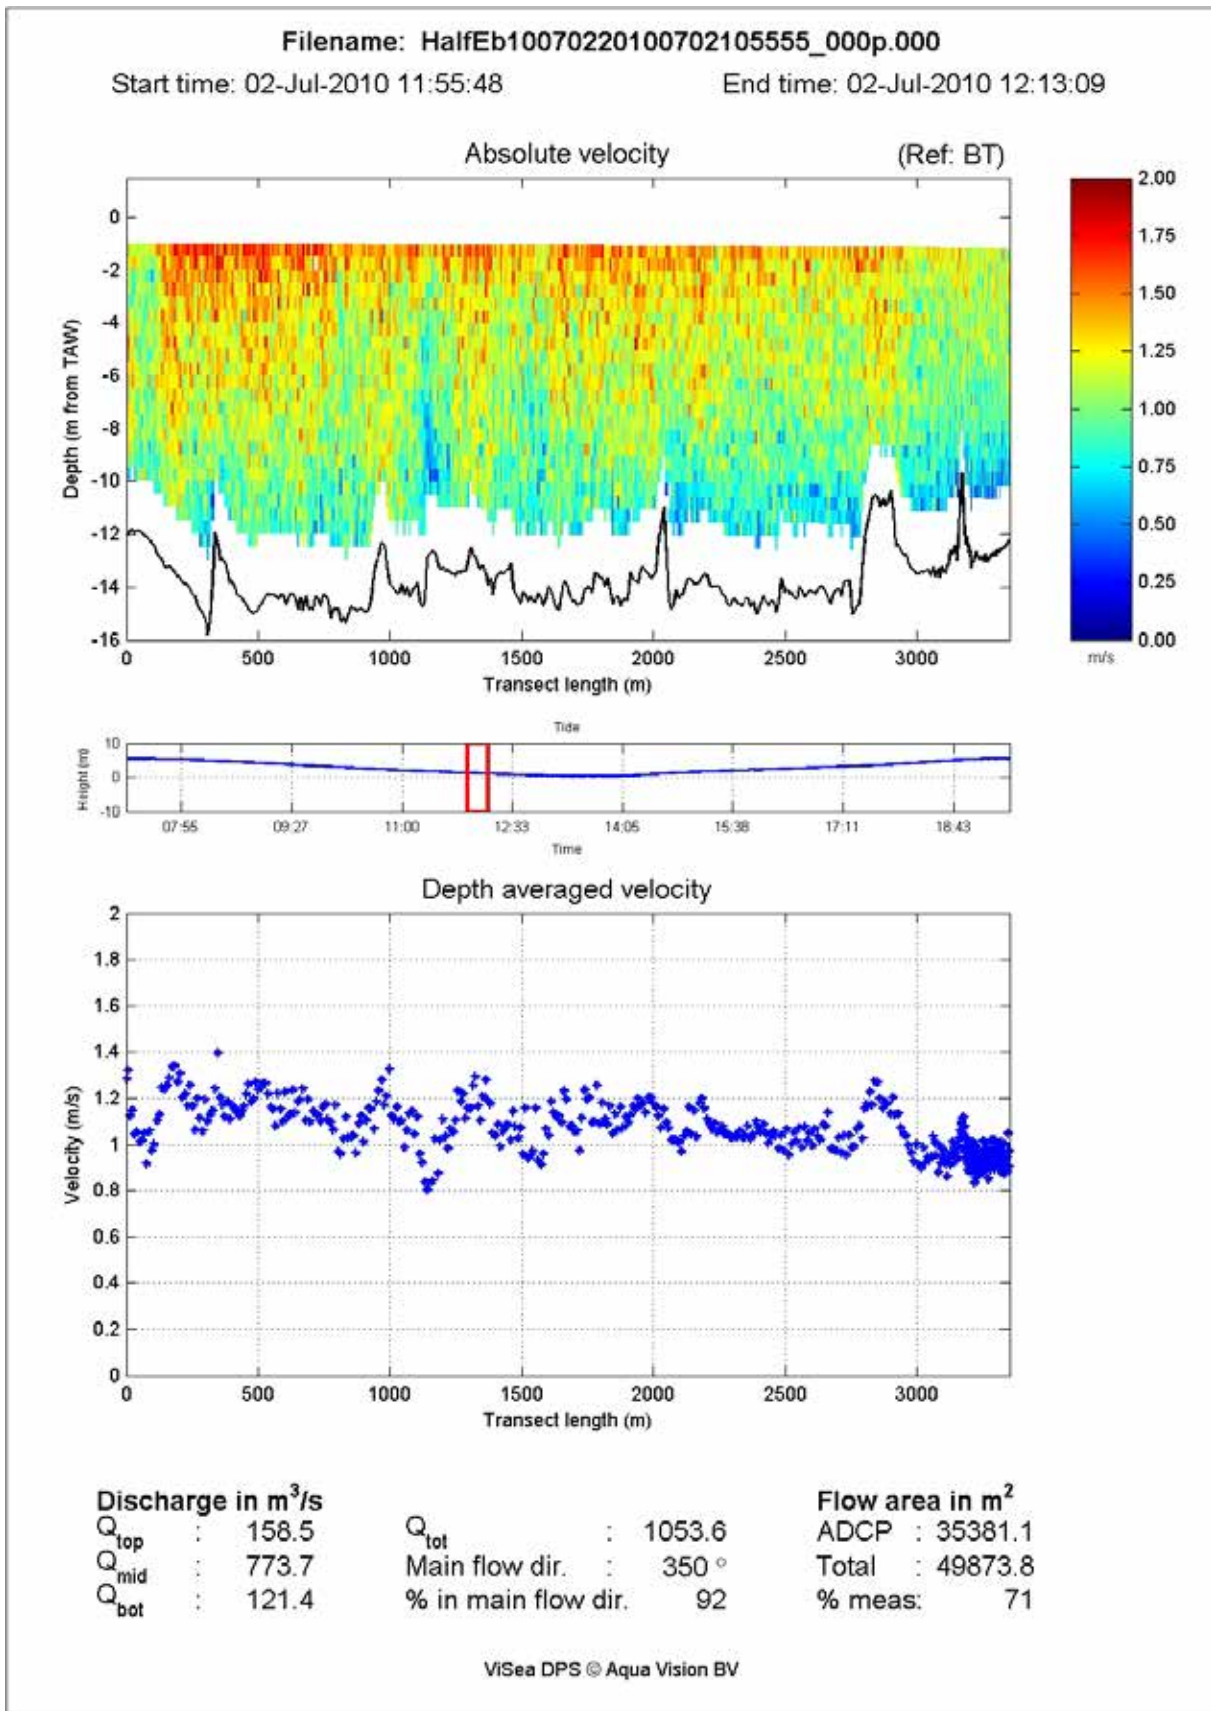 Filename: HalfEb10070220100702105555_000p.000
Start time: 02-Jul-2010 11:55:48 End time: 02-Jul-2010 12:13:09
Absolute velocity (Ref: BT)
0
-2
-4
-6
-8
-10
-12
-14
-16
Depth (m from TAW)
0 500 1000 1500 2000 2500 3000
Transect length (m)
2.00
1.75
1.50
1.25
1.00
0.75
0.50
0.25
0.00
m/s
Tide
10
0
-10
Height (m)
07:55 09:27 11:00 12:33 14:05 15:38 17:11 18:43
Time
Depth averaged velocity
2
1.8
1.6
1.4
1.2
1
0.8
0.6
0.4
0.2
0
Velocity (m/s)
0 500 1000 1500 2000 2500 3000
Transect length (m)
Discharge in m³/s Flow area in m²
Q_top : 158.5 Q_tot : 1053.6 ADCP : 35381.1
Q_mid : 773.7 Main flow dir. : 350 ° Total : 49873.8
Q_bot : 121.4 % in main flow dir. 92 % meas: 71
ViSea DPS © Aqua Vision BV